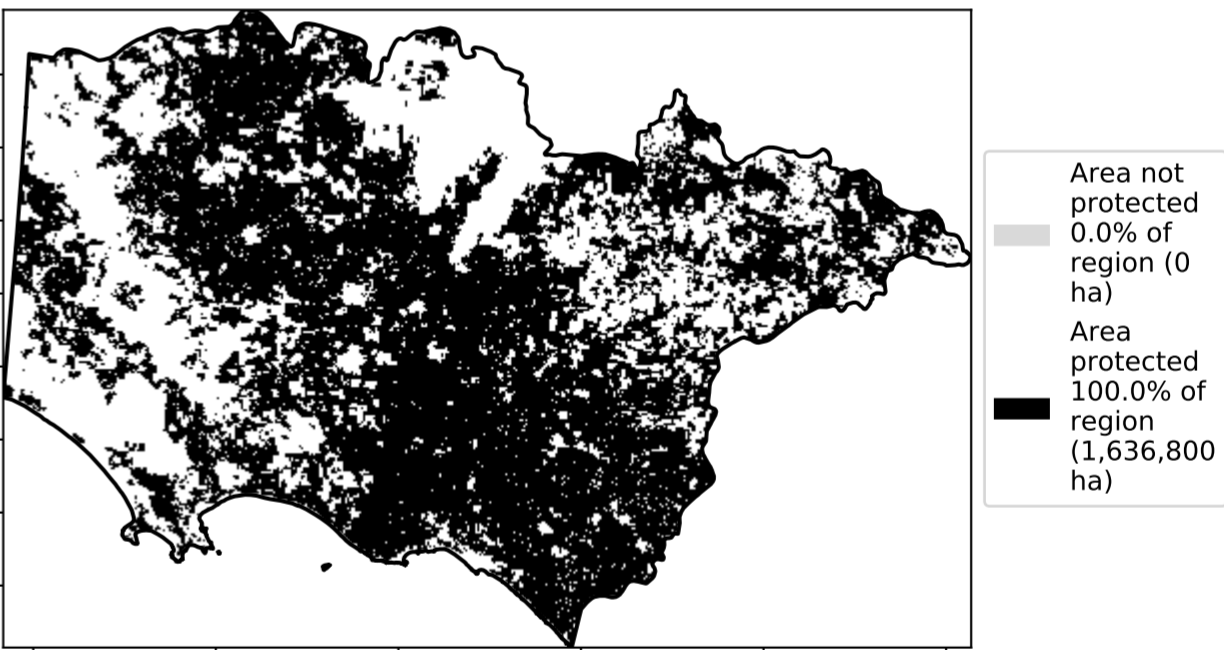 Area not
protected
0.0% of
region (0
ha)
Area
protected
100.0% of
region
(1,636,800
ha)